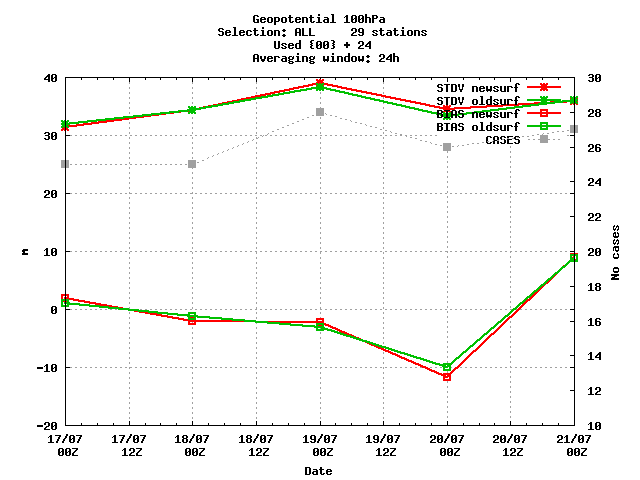 Geopotential 100hPa
Selection: ALL     29 stations
Used {00} + 24
Averaging window: 24h
STDV newsurf
STDV oldsurf
BIAS newsurf
BIAS oldsurf
CASES
40
30
20
10
0
-10
-20
m
30
28
26
24
22
20
18
16
14
12
10
No cases
17/07 17/07 18/07 18/07 19/07 19/07 20/07 20/07 21/07
00Z 12Z 00Z 12Z 00Z 12Z 00Z 12Z 00Z
Date